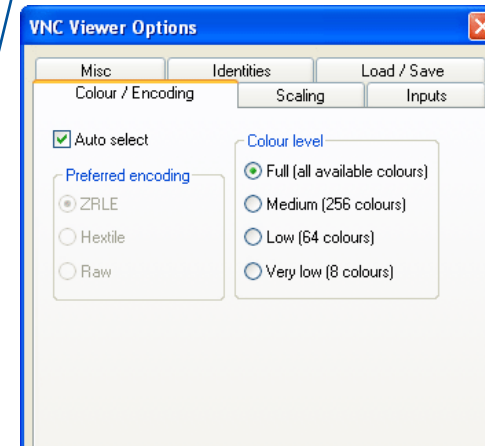 VNC Viewer Options
Misc Identities Load / Save
Colour / Encoding Scaling Inputs
Auto select
Preferred encoding
ZRLE
Hextile
Raw
Colour level
Full (all available colours)
Medium (256 colours)
Low (64 colours)
Very low (8 colours)